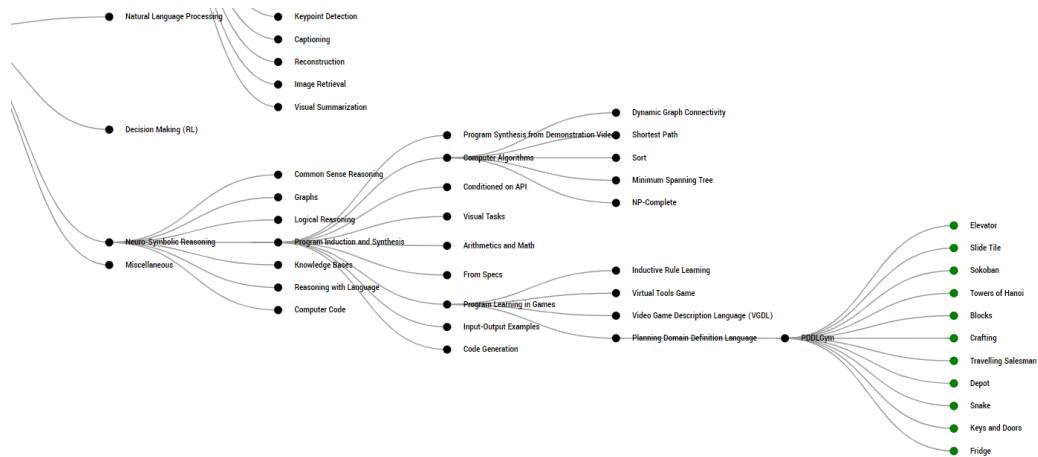 Natural Language Processing
Decision Making (RL)
Neuro-Symbolic Reasoning
Miscellaneous
Keypoint Detection
Captioning
Reconstruction
Image Retrieval
Visual Summarization
Common Sense Reasoning
Graphs
Logical Reasoning
Program Induction and Synthesis
Knowledge Bases
Reasoning with Language
Computer Code
Program Synthesis from Demonstration Video
Computer Algorithms
Conditioned on API
Visual Tasks
Arithmetics and Math
From Specs
Program Learning in Games
Input-Output Examples
Code Generation
Dynamic Graph Connectivity
Shortest Path
Sort
Minimum Spanning Tree
NP-Complete
Inductive Rule Learning
Virtual Tools Game
Video Game Description Language (VGDL)
Planning Domain Definition Language
PDDLGym
Elevator
Slide Tile
Sokoban
Towers of Hanoi
Blocks
Crafting
Travelling Salesman
Depot
Snake
Keys and Doors
Fridge